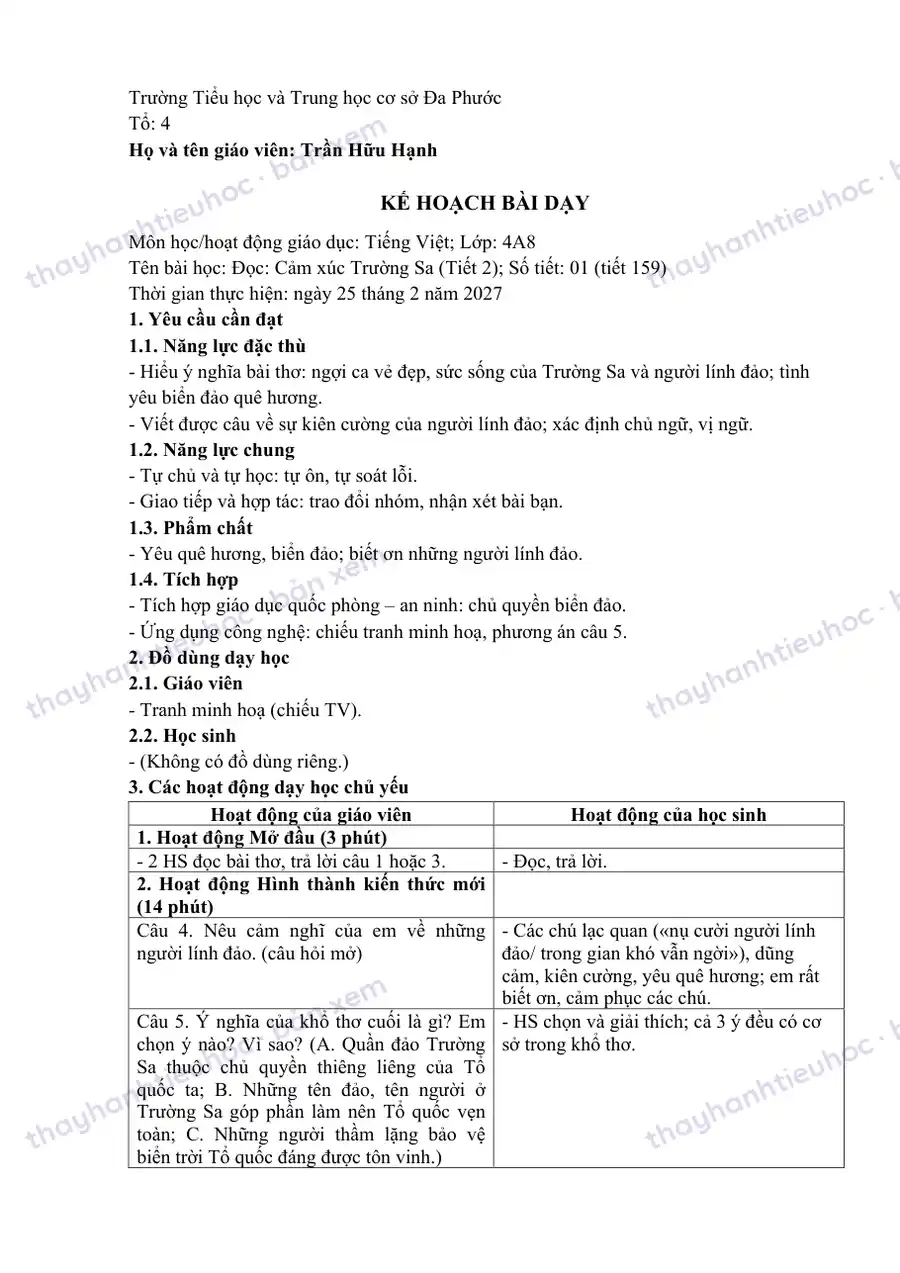 Trường Tiểu học và Trung học cơ sở Đa Phước
Tổ: 4
Họ và tên giáo viên: Trần Hữu Hạnh
KẾ HOẠCH BÀI DẠY
Môn học/hoạt động giáo dục: Tiếng Việt; Lớp: 4A8
Tên bài học: Đọc: Cảm xúc Trường Sa (Tiết 2); Số tiết: 01 (tiết 159)
Thời gian thực hiện: ngày 25 tháng 2 năm 2027
1. Yêu cầu cần đạt
1.1. Năng lực đặc thù
- Hiểu ý nghĩa bài thơ: ngợi ca vẻ đẹp, sức sống của Trường Sa và người lính đảo; tình
yêu biển đảo quê hương.
- Viết được câu về sự kiên cường của người lính đảo; xác định chủ ngữ, vị ngữ.
1.2. Năng lực chung
- Tự chủ và tự học: tự ôn, tự soát lỗi.
- Giao tiếp và hợp tác: trao đổi nhóm, nhận xét bài bạn.
1.3. Phẩm chất
- Yêu quê hương, biển đảo; biết ơn những người lính đảo.
1.4. Tích hợp
- Tích hợp giáo dục quốc phòng – an ninh: chủ quyền biển đảo.
- Ứng dụng công nghệ: chiếu tranh minh hoạ, phương án câu 5.
2. Đồ dùng dạy học
2.1. Giáo viên
- Tranh minh hoạ (chiếu TV).
2.2. Học sinh
- (Không có đồ dùng riêng.)
3. Các hoạt động dạy học chủ yếu
Hoạt động của giáo viên
Hoạt động của học sinh
1. Hoạt động Mở đầu (3 phút)
- 2 HS đọc bài thơ, trả lời câu 1 hoặc 3.
- Đọc, trả lời.
2. Hoạt động Hình thành kiến thức mới
(14 phút)
Câu 4. Nêu cảm nghĩ của em về những
người lính đảo. (câu hỏi mở)
- Các chú lạc quan («nụ cười người lính
đảo/ trong gian khó vẫn ngời»), dũng
cảm, kiên cường, yêu quê hương; em rất
biết ơn, cảm phục các chú.
Câu 5. Ý nghĩa của khổ thơ cuối là gì? Em
chọn ý nào? Vì sao? (A. Quần đảo Trường
Sa thuộc chủ quyền thiêng liêng của Tổ
quốc ta; B. Những tên đảo, tên người ở
Trường Sa góp phần làm nên Tổ quốc vẹn
toàn; C. Những người thầm lặng bảo vệ
biển trời Tổ quốc đáng được tôn vinh.)
- HS chọn và giải thích; cả 3 ý đều có cơ
sở trong khổ thơ.
thayhanhtieuhoc · bản xem
thayhanhtieuhoc · b
thayhanhtieuhoc · bản xem
thayhanhtieuhoc · b
thayhanhtieuhoc · bản xem
thayhanhtieuhoc · b